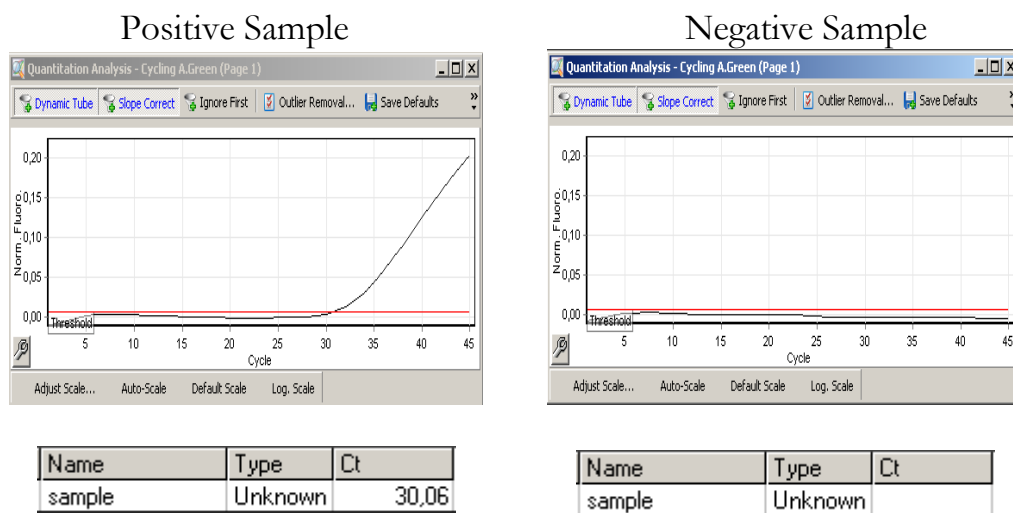 Positive Sample
Quantitation Analysis - Cycling A.Green (Page 1)
Dynamic Tube Slope Correct Ignore First Outlier Removal... Save Defaults »
0,20
0,15
0,10
0,05
0,00
Norm. Fluoro.
Threshold
5 10 15 20 25 30 35 40 45
Cycle
Adjust Scale... Auto-Scale Default Scale Log. Scale
Name Type Ct
sample Unknown 30,06
Negative Sample
Quantitation Analysis - Cycling A.Green (Page 1)
Dynamic Tube Slope Correct Ignore First Outlier Removal... Save Defaults
0,20
0,15
0,10
0,05
0,00
Norm. Fluoro.
Threshold
5 10 15 20 25 30 35 40 45
Cycle
Adjust Scale... Auto-Scale Default Scale Log. Scale
Name Type Ct
sample Unknown